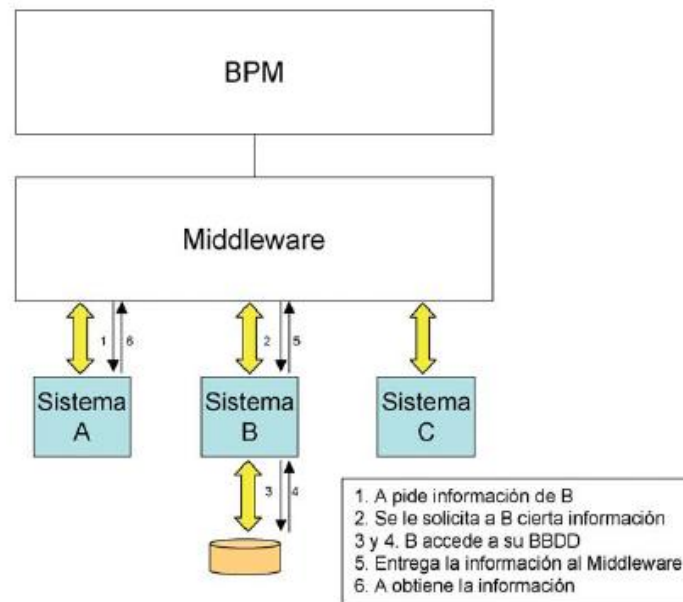 BPM
Middleware
1
6
2
5
Sistema
A
Sistema
B
Sistema
C
3
4
1. A pide información de B
2. Se le solicita a B cierta información
3 y 4. B accede a su BBDD
5. Entrega la información al Middleware
6. A obtiene la información